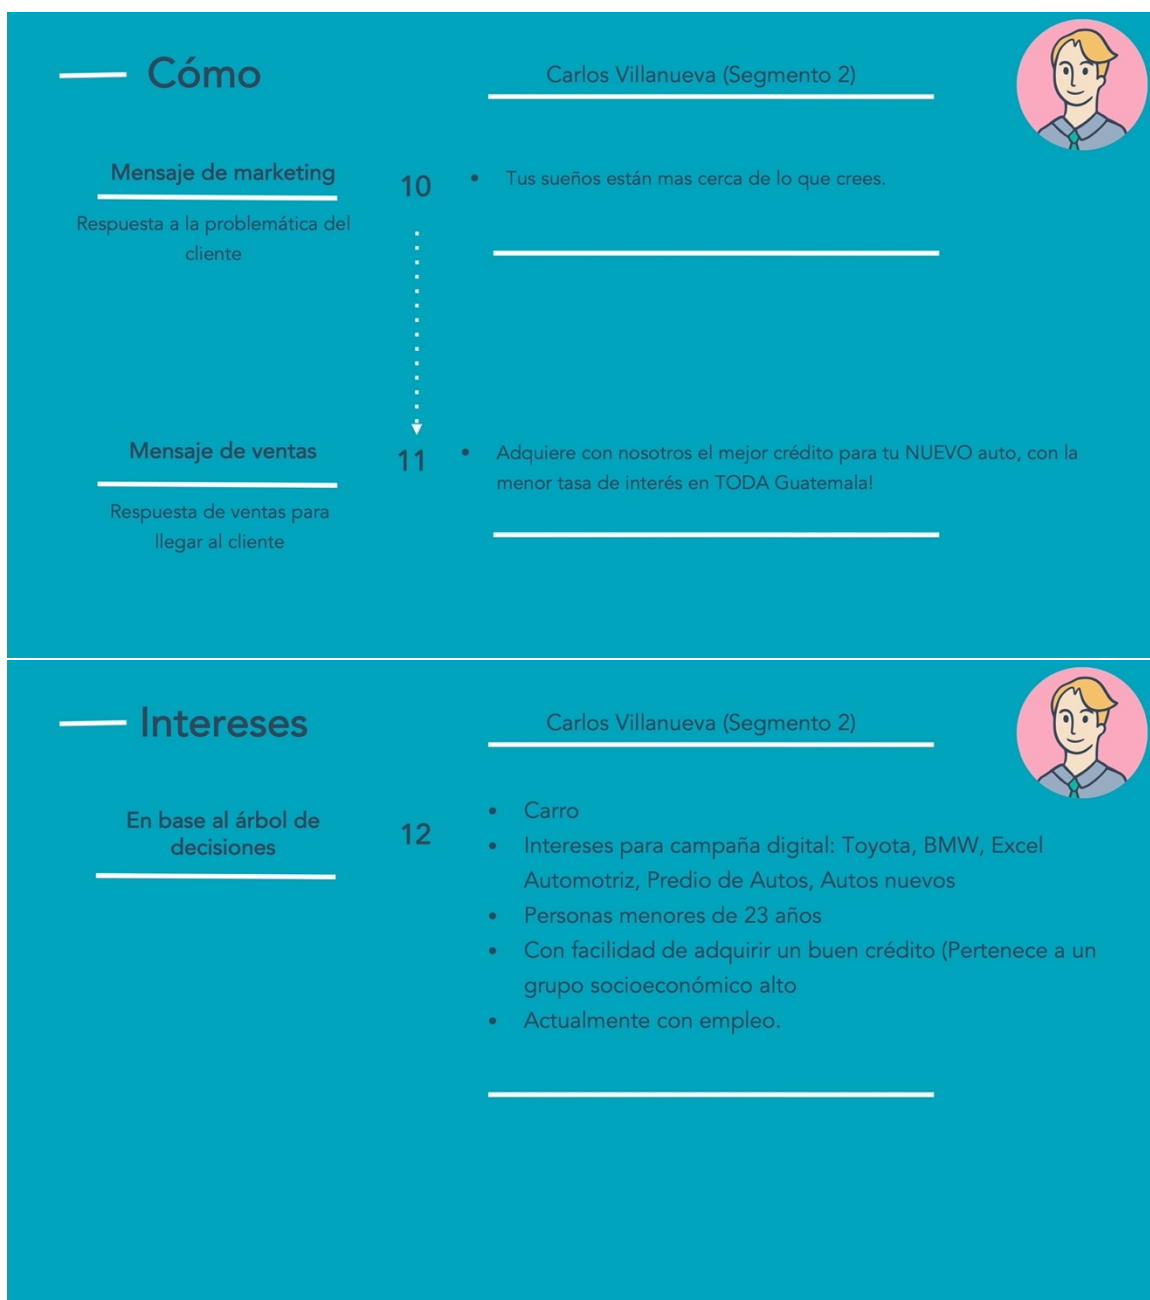 Cómo
Carlos Villanueva (Segmento 2)
Mensaje de marketing
Respuesta a la problemática del
cliente
10
• Tus sueños están mas cerca de lo que crees.
Mensaje de ventas
Respuesta de ventas para
llegar al cliente
11
• Adquiere con nosotros el mejor crédito para tu NUEVO auto, con la
menor tasa de interés en TODA Guatemala!
Intereses
Carlos Villanueva (Segmento 2)
En base al árbol de
decisiones
12
• Carro
• Intereses para campaña digital: Toyota, BMW, Excel
Automotriz, Predio de Autos, Autos nuevos
• Personas menores de 23 años
• Con facilidad de adquirir un buen crédito (Pertenece a un
grupo socioeconómico alto
• Actualmente con empleo.